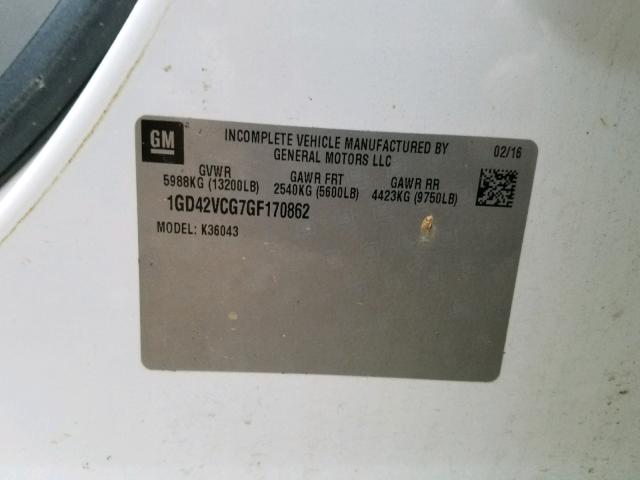 GM
INCOMPLETE VEHICLE MANUFACTURED BY
GENERAL MOTORS LLC
02/16
GVWR GAWR FRT GAWR RR
5988KG (13200LB) 2540KG (5600LB) 4423KG (9750LB)
1GD42VCG7GF170862
MODEL: K36043